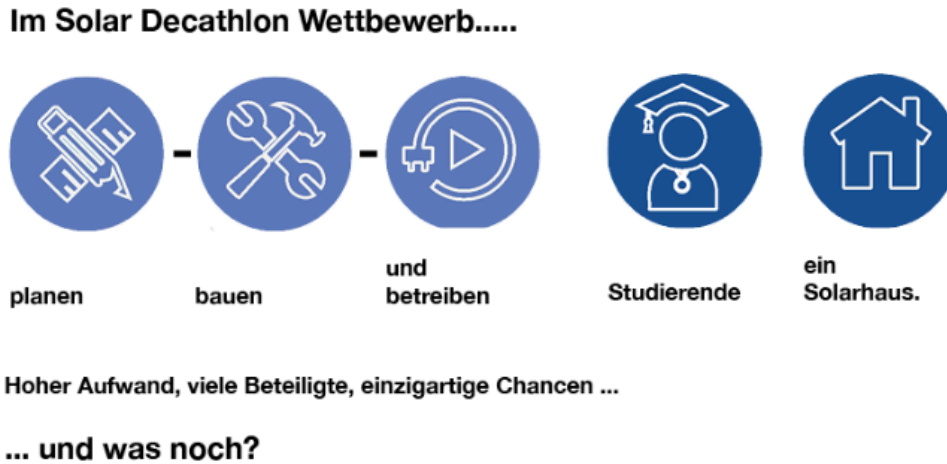 Im Solar Decathlon Wettbewerb.....
planen
bauen
und
betreiben
Studierende
ein
Solarhaus.
Hoher Aufwand, viele Beteiligte, einzigartige Chancen ...
... und was noch?